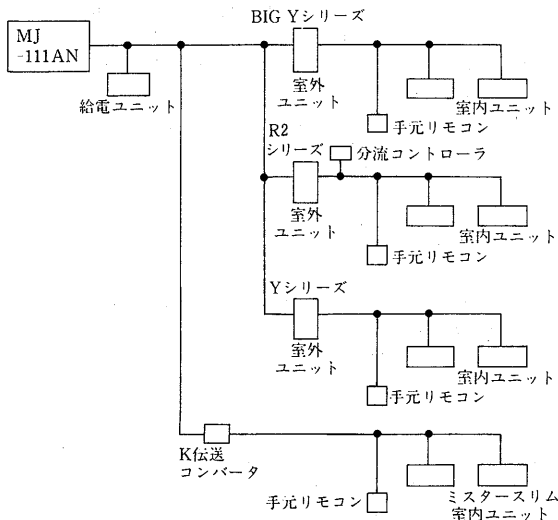 BIG Yシリーズ
MJ
-111AN
給電ユニット
室外
ユニット
室内ユニット
手元リモコン
R2
シリーズ
分流コントローラ
室外
ユニット
室内ユニット
手元リモコン
Yシリーズ
室外
ユニット
室内ユニット
手元リモコン
K伝送
コンバータ
手元リモコン
ミスタースリム
室内ユニット